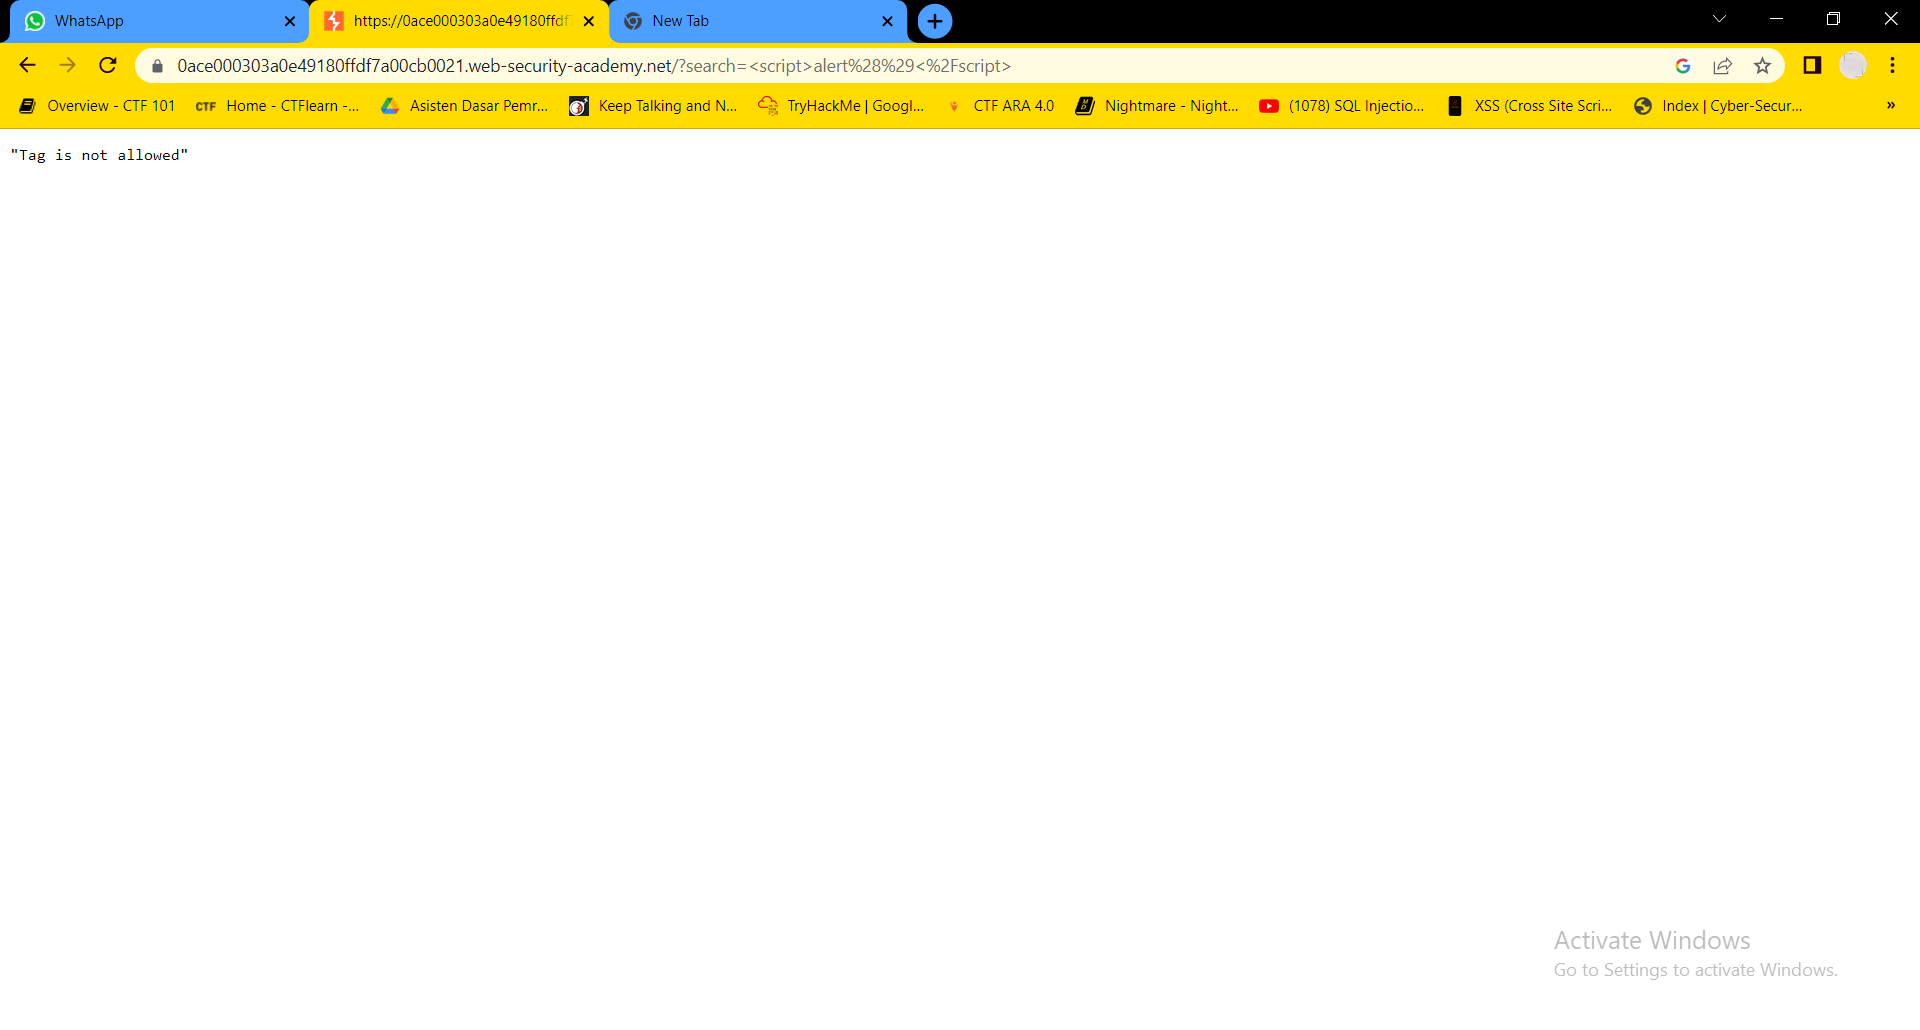 WhatsApp
https://0ace000303a0e49180ffdf
New Tab
0ace000303a0e49180ffdf7a00cb0021.web-security-academy.net/?search=<script>alert%28%29<%2Fscript>
Overview - CTF 101
CTF Home - CTFlearn -...
Asisten Dasar Pemr...
Keep Talking and N...
TryHackMe | Googl...
CTF ARA 4.0
Nightmare - Night...
(1078) SQL Injectio...
XSS (Cross Site Scri...
Index | Cyber-Secur...
»
"Tag is not allowed"
Activate Windows
Go to Settings to activate Windows.